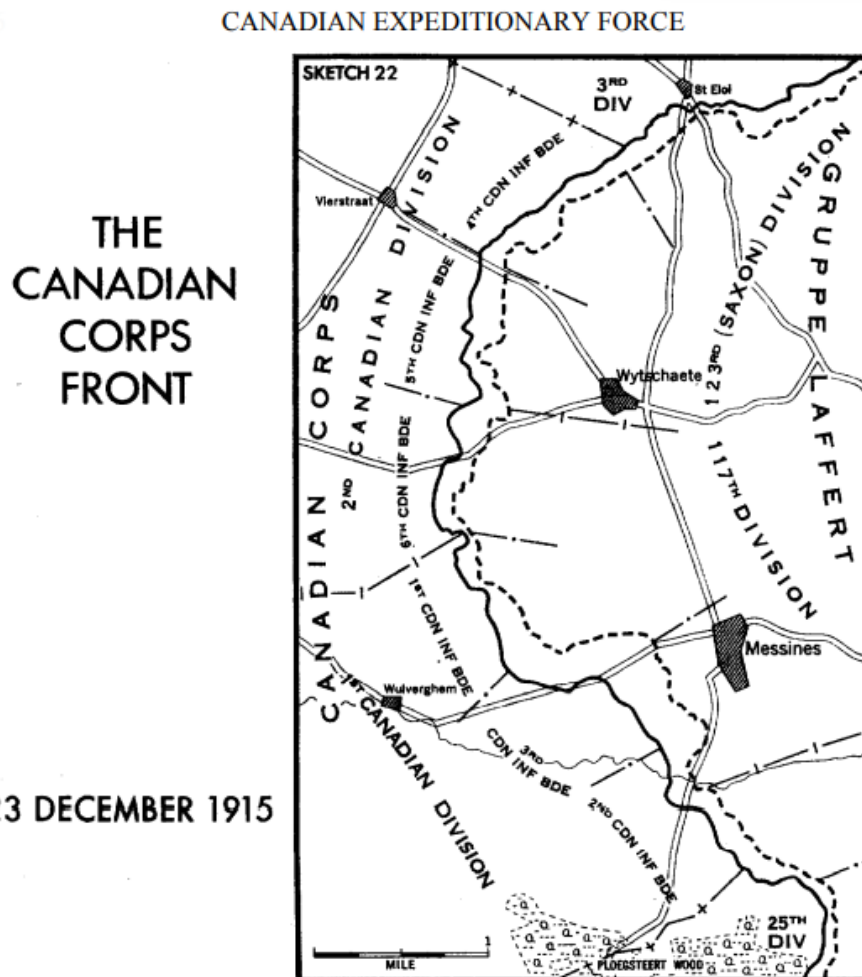 CANADIAN EXPEDITIONARY FORCE
THE
CANADIAN
CORPS
FRONT
23 DECEMBER 1915
SKETCH 22
3RD
DIV
St Eloi
Vierstraat
CANADIAN CORPS
2ND CANADIAN DIVISION
4TH CDN INF BDE
5TH CDN INF BDE
6TH CDN INF BDE
1ST CDN INF BDE
123RD (SAXON) DIVISION
GRUPPE LAFFERT
Wytschaete
117TH DIVISION
Messines
Wulverghem
1ST CANADIAN DIVISION
3RD
CDN INF BDE
2ND CDN INF BDE
25TH
DIV
1
MILE
PLOEGSTEERT WOOD